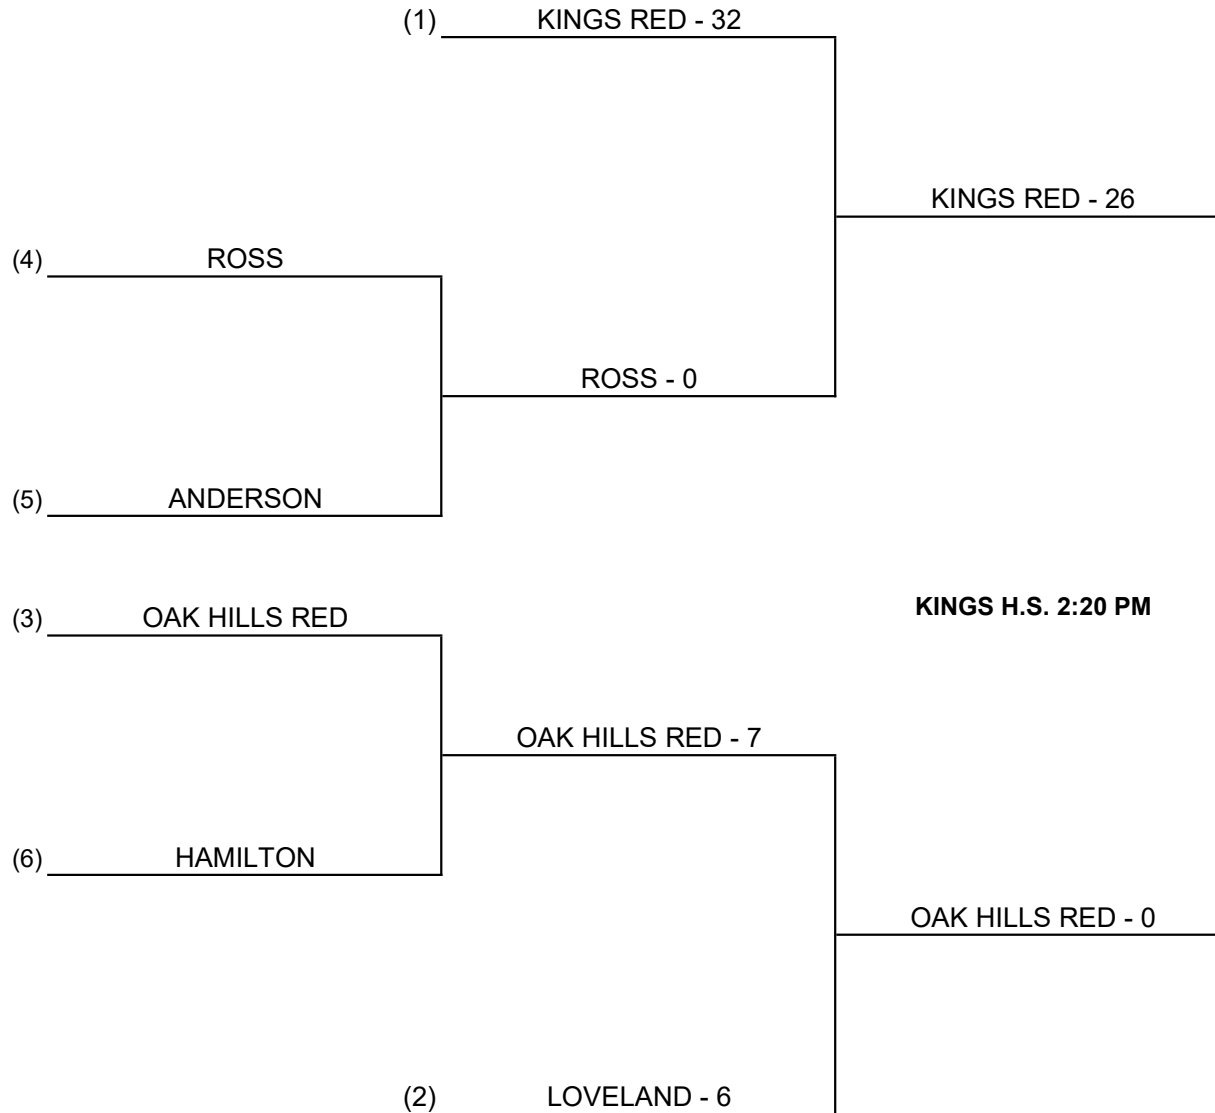 (1) KINGS RED - 32
KINGS RED - 26
(4) ROSS
ROSS - 0
(5) ANDERSON
KINGS H.S. 2:20 PM
(3) OAK HILLS RED
OAK HILLS RED - 7
(6) HAMILTON
OAK HILLS RED - 0
(2) LOVELAND - 6